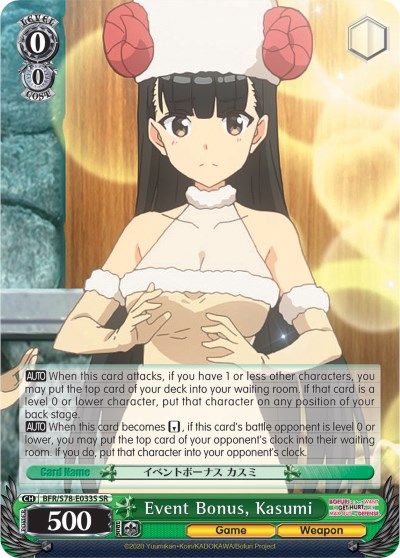 LEVEL
0
0
COST
AUTO When this card attacks, if you have 1 or less other characters, you
may put the top card of your deck into your waiting room. If that card is a
level 0 or lower character, put that character on any position of your
back stage.
AUTO When this card becomes, if this card's battle opponent is level 0 or
lower, you may put the top card of your opponent's clock into their waiting
room. If you do, put that character into your opponent's clock.
Card Name イベントボーナス カスミ
CH BFR/S78-E033S SR
500 Event Bonus, Kasumi
Game Weapon
©2020 Yuumikan・Koin/KADOKAWA/Bofuri Project